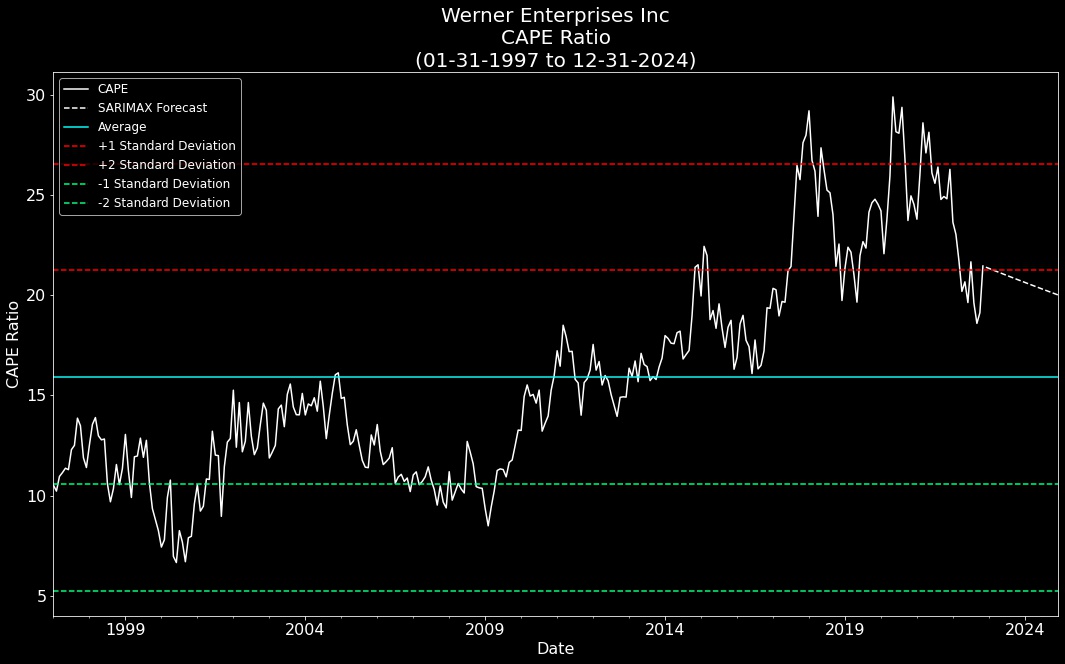 Werner Enterprises Inc
CAPE Ratio
(01-31-1997 to 12-31-2024)
CAPE
SARIMAX Forecast
Average
+1 Standard Deviation
+2 Standard Deviation
-1 Standard Deviation
-2 Standard Deviation
30
25
20
15
10
5
CAPE Ratio
1999 2004 2009 2014 2019 2024
Date